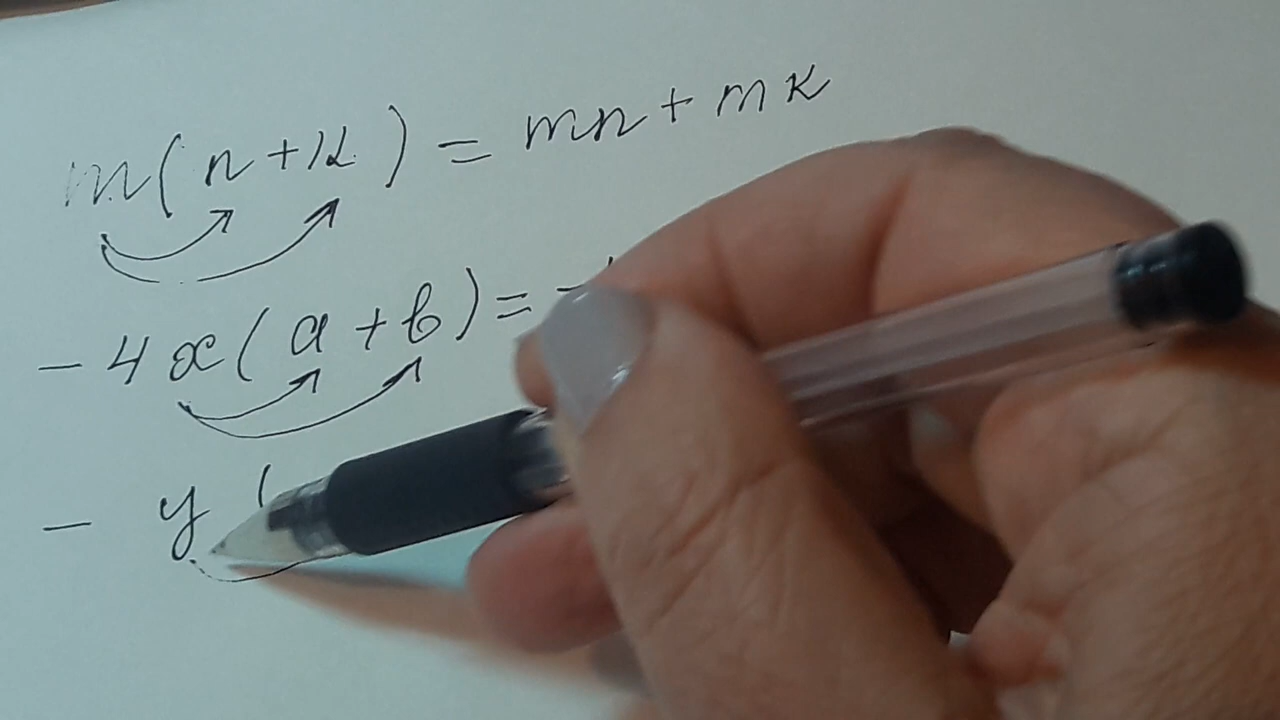 m(n+k)=mn+mk
-4x(a+b)=-
-y(